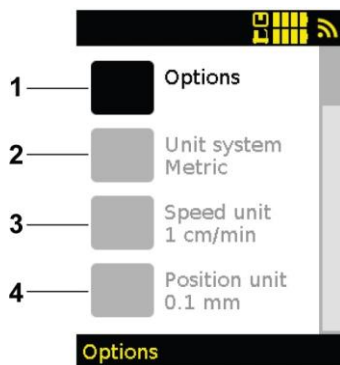 1
Options
2
Unit system
Metric
3
Speed unit
1 cm/min
4
Position unit
0.1 mm
Options